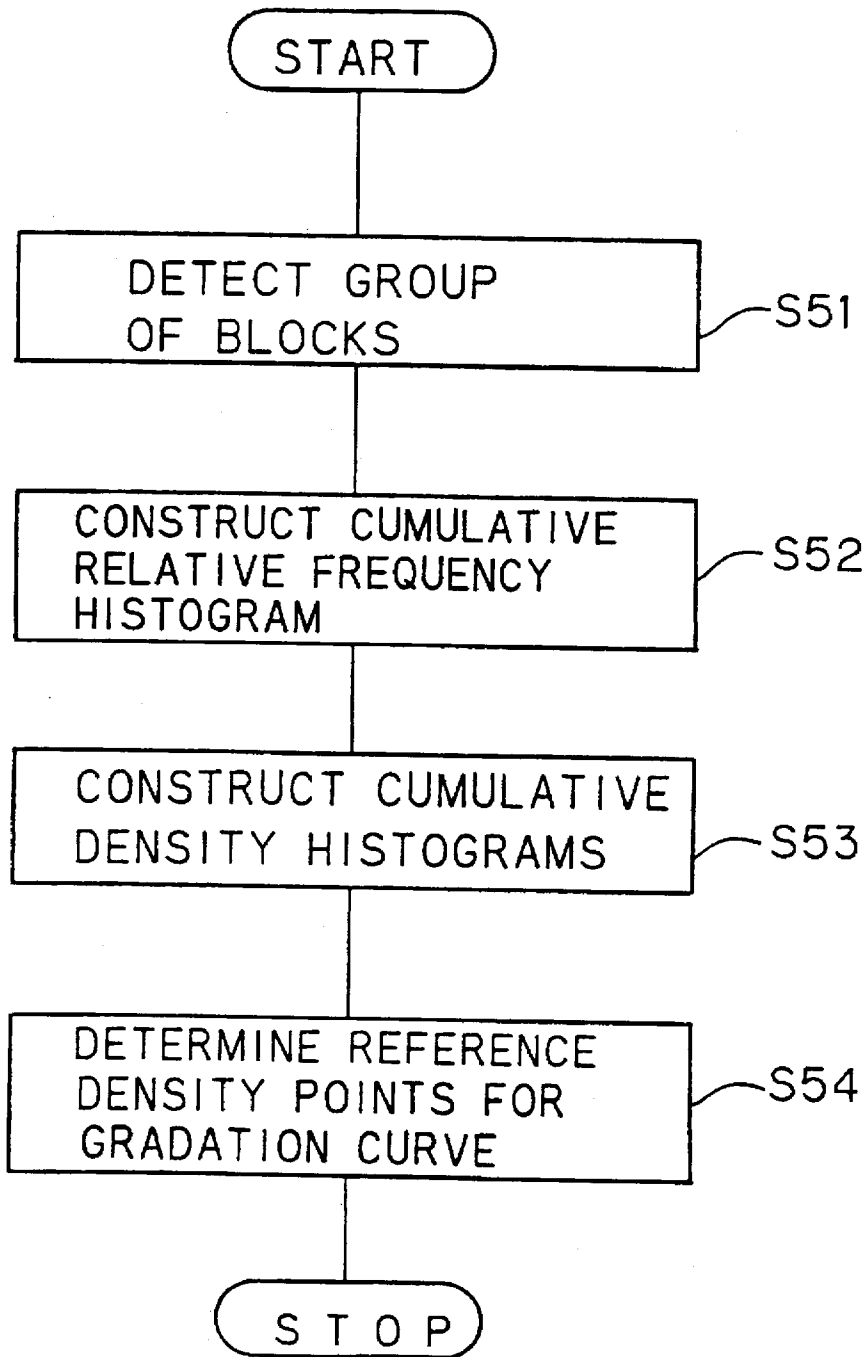 START
DETECT GROUP
OF BLOCKS
S51
CONSTRUCT CUMULATIVE
RELATIVE FREQUENCY
HISTOGRAM
S52
CONSTRUCT CUMULATIVE
DENSITY HISTOGRAMS
S53
DETERMINE REFERENCE
DENSITY POINTS FOR
GRADATION CURVE
S54
STOP